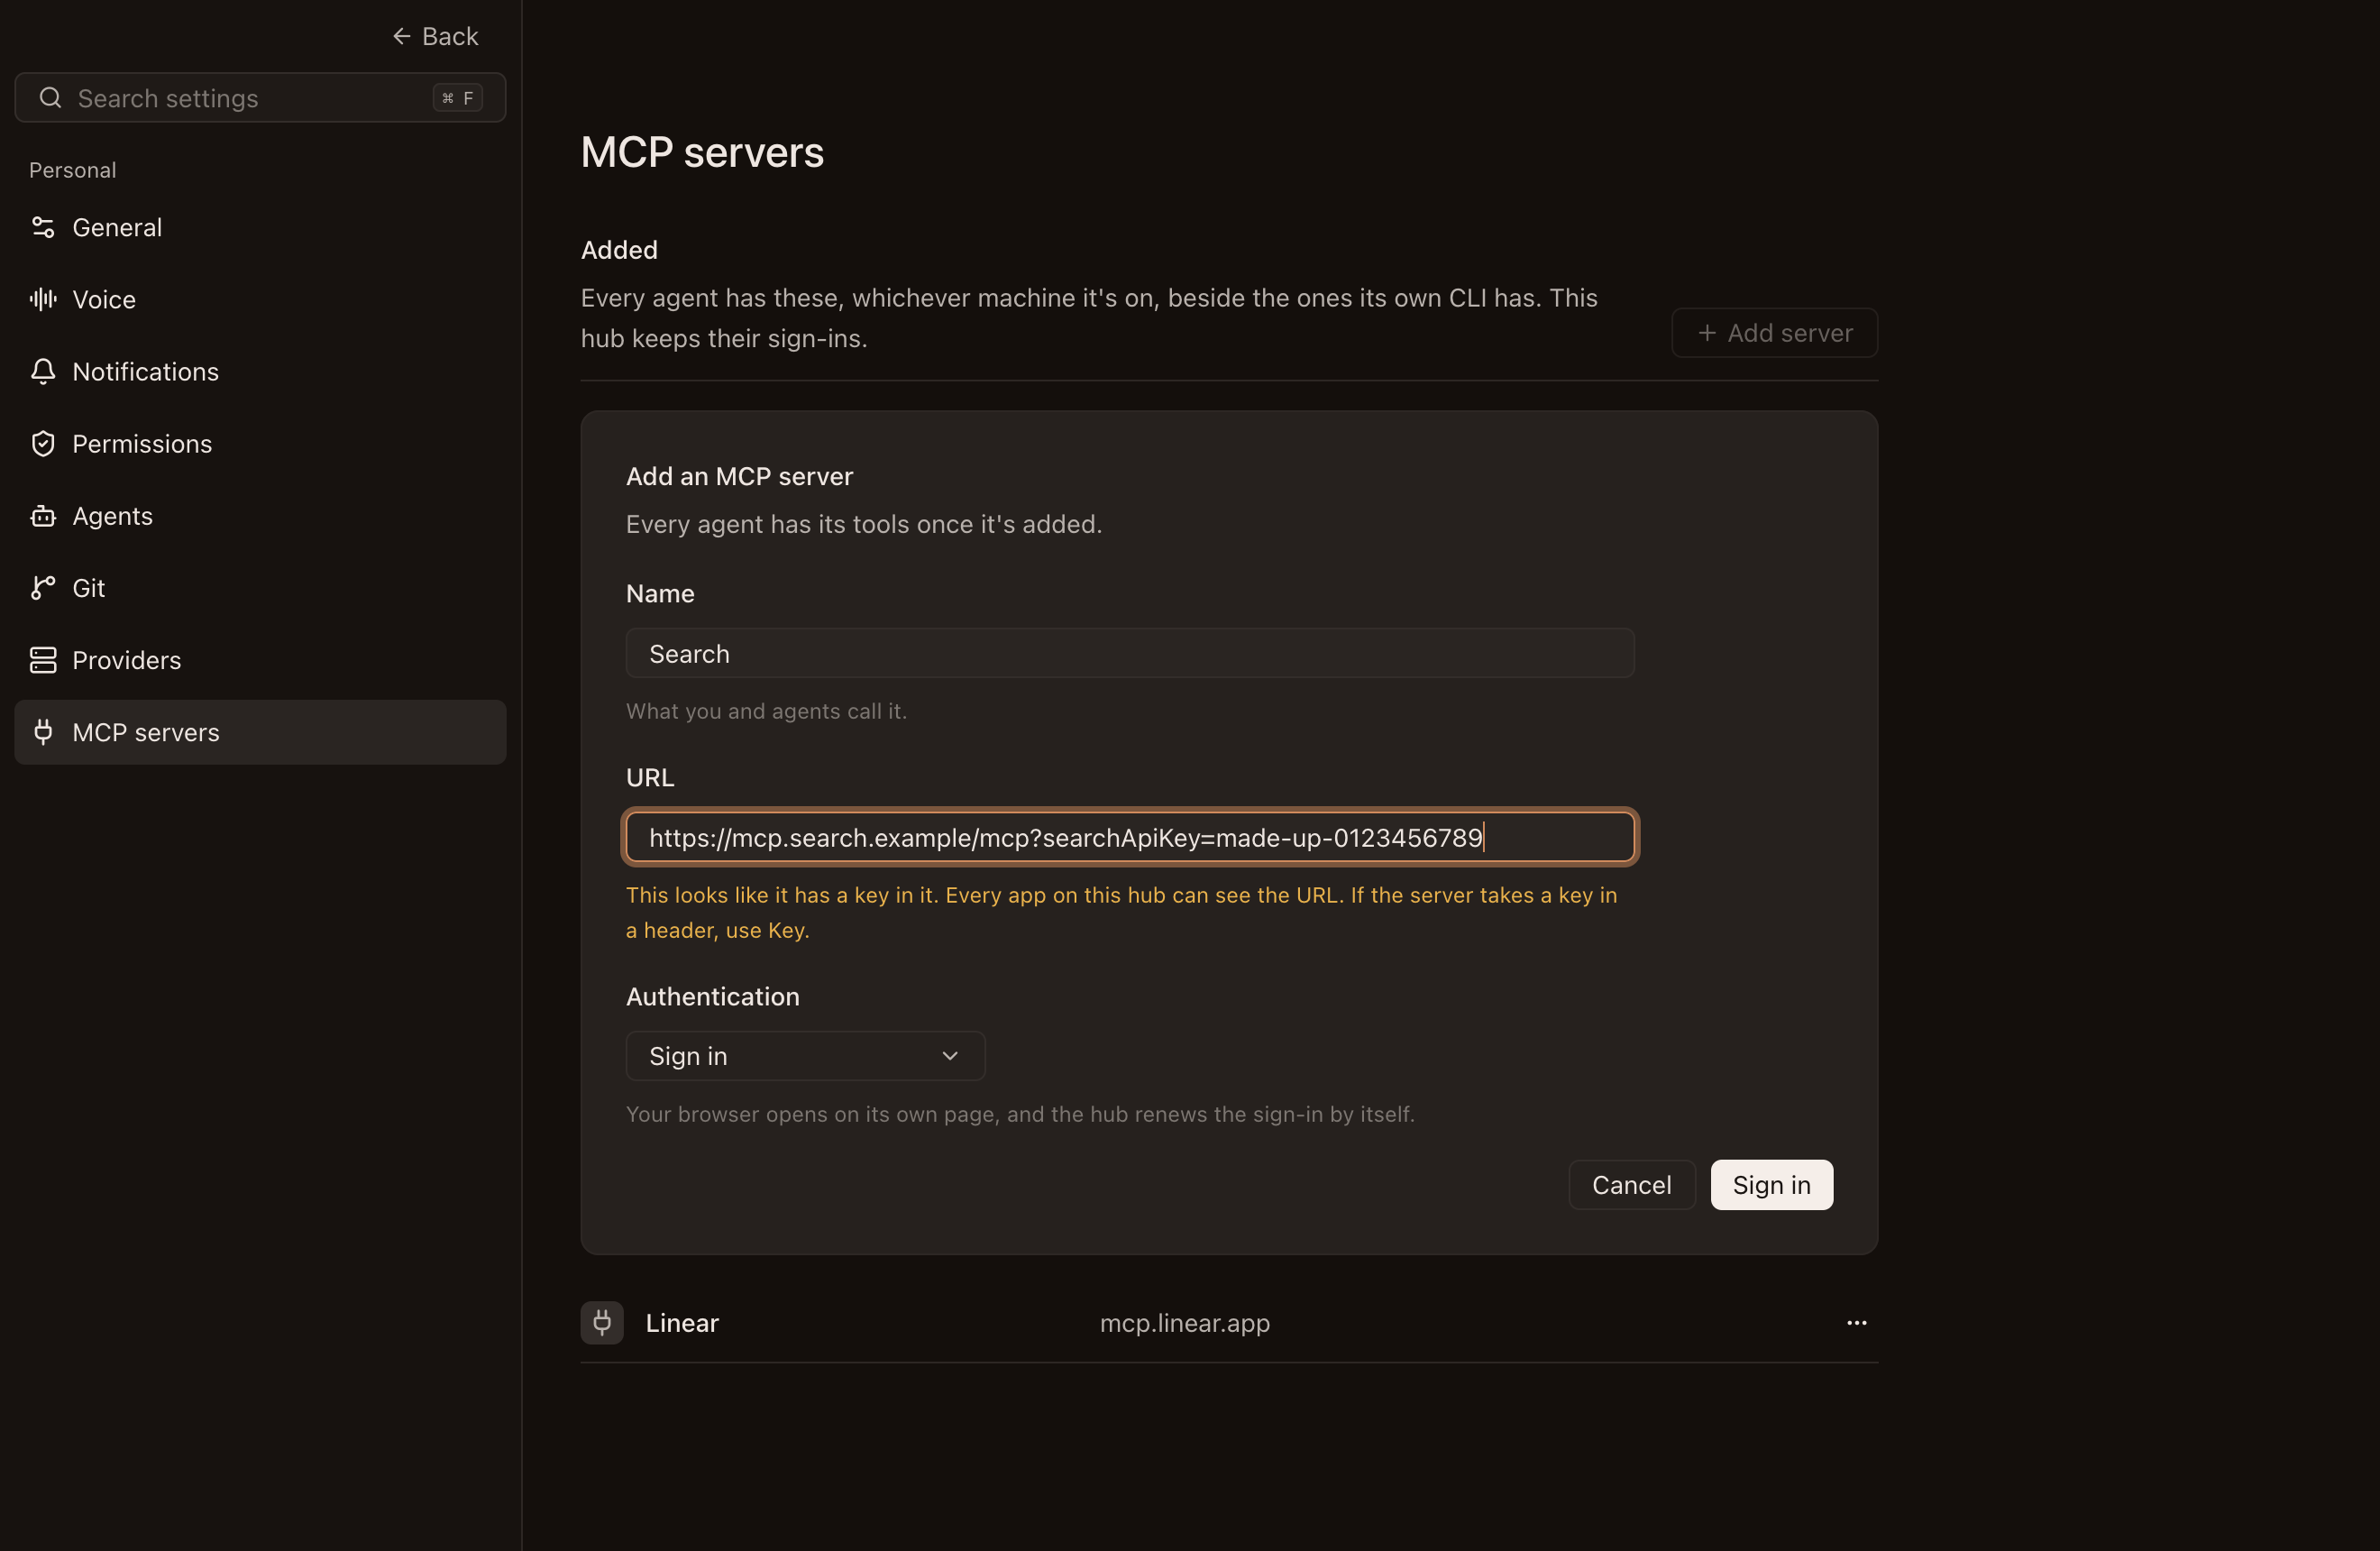 Back
Search settings
⌘ F
Personal
General
Voice
Notifications
Permissions
Agents
Git
Providers
MCP servers
MCP servers
Added
Every agent has these, whichever machine it's on, beside the ones its own CLI has. This
hub keeps their sign-ins.
Add server
Add an MCP server
Every agent has its tools once it's added.
Name
Search
What you and agents call it.
URL
https://mcp.search.example/mcp?searchApiKey=made-up-0123456789
This looks like it has a key in it. Every app on this hub can see the URL. If the server takes a key in
a header, use Key.
Authentication
Sign in
Your browser opens on its own page, and the hub renews the sign-in by itself.
Cancel
Sign in
Linear
mcp.linear.app